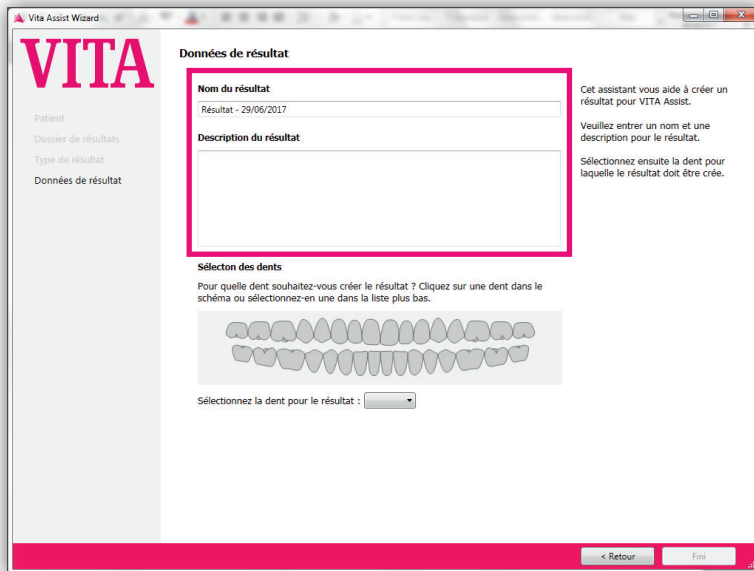 Vita Assist Wizard
VITA
Patient
Dossier de résultats
Type de résultat
Données de résultat
Données de résultat
Nom du résultat
Résultat - 29/06/2017
Description du résultat
Cet assistant vous aide à créer un
résultat pour VITA Assist.
Veuillez entrer un nom et une
description pour le résultat.
Sélectionnez ensuite la dent pour
laquelle le résultat doit être crée.
Sélecton des dents
Pour quelle dent souhaitez-vous créer le résultat ? Cliquez sur une dent dans le
schéma ou sélectionnez-en une dans la liste plus bas.
Sélectionnez la dent pour le résultat :
< Retour
Fini